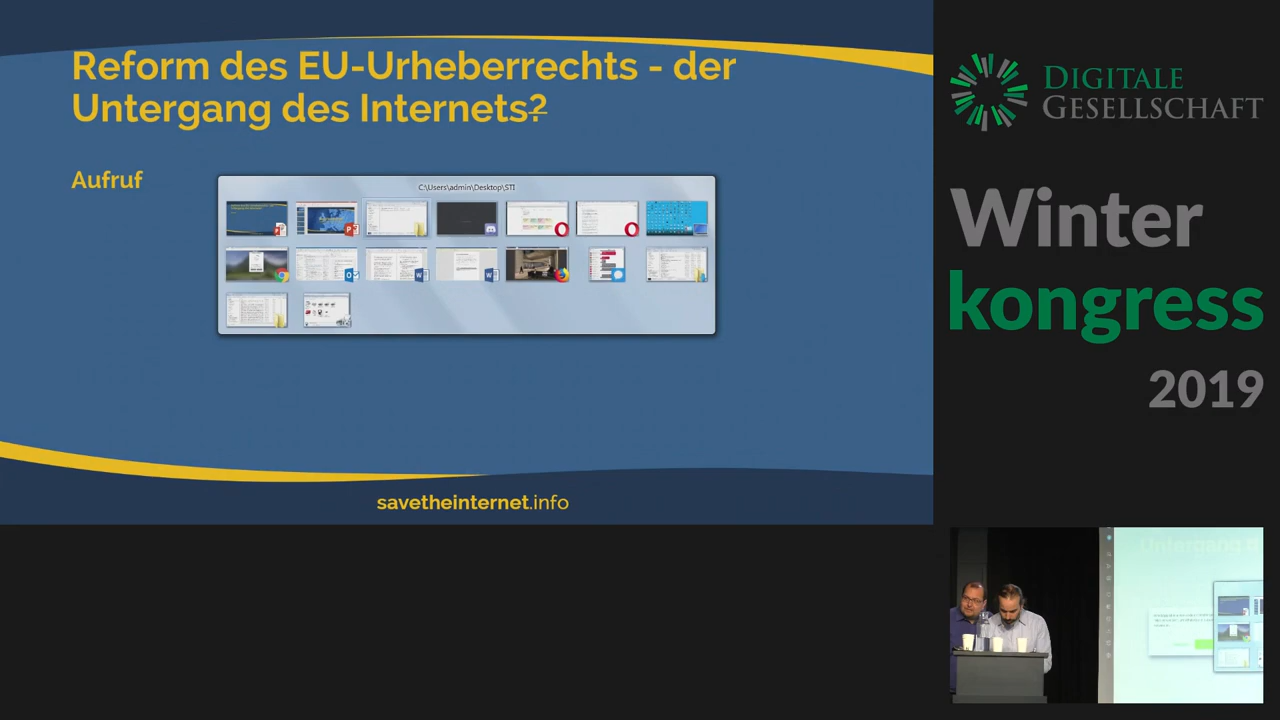 Reform des EU-Urheberrechts - der
Untergang des Internets?
Aufruf
C:\Users\admin\Desktop\STI
savetheinternet.info
DIGITALE
GESELLSCHAFT
Winter
kongress
2019